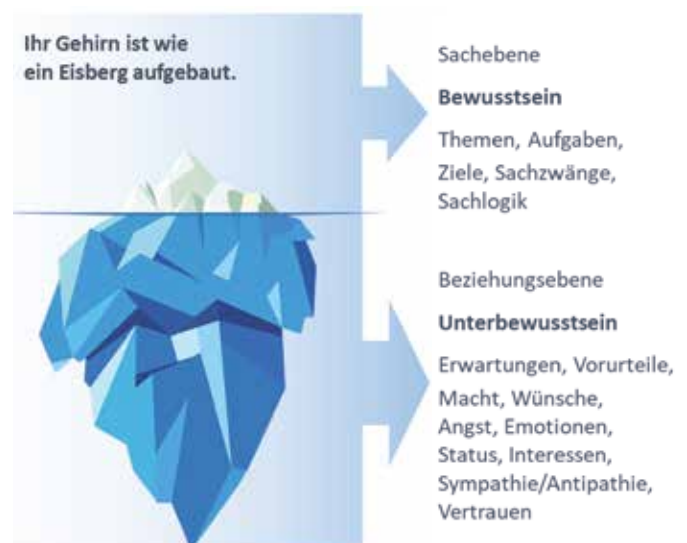 Ihr Gehirn ist wie
ein Eisberg aufgebaut.
Sachebene
Bewusstsein
Themen, Aufgaben,
Ziele, Sachzwänge,
Sachlogik
Beziehungsebene
Unterbewusstsein
Erwartungen, Vorurteile,
Macht, Wünsche,
Angst, Emotionen,
Status, Interessen,
Sympathie/Antipathie,
Vertrauen